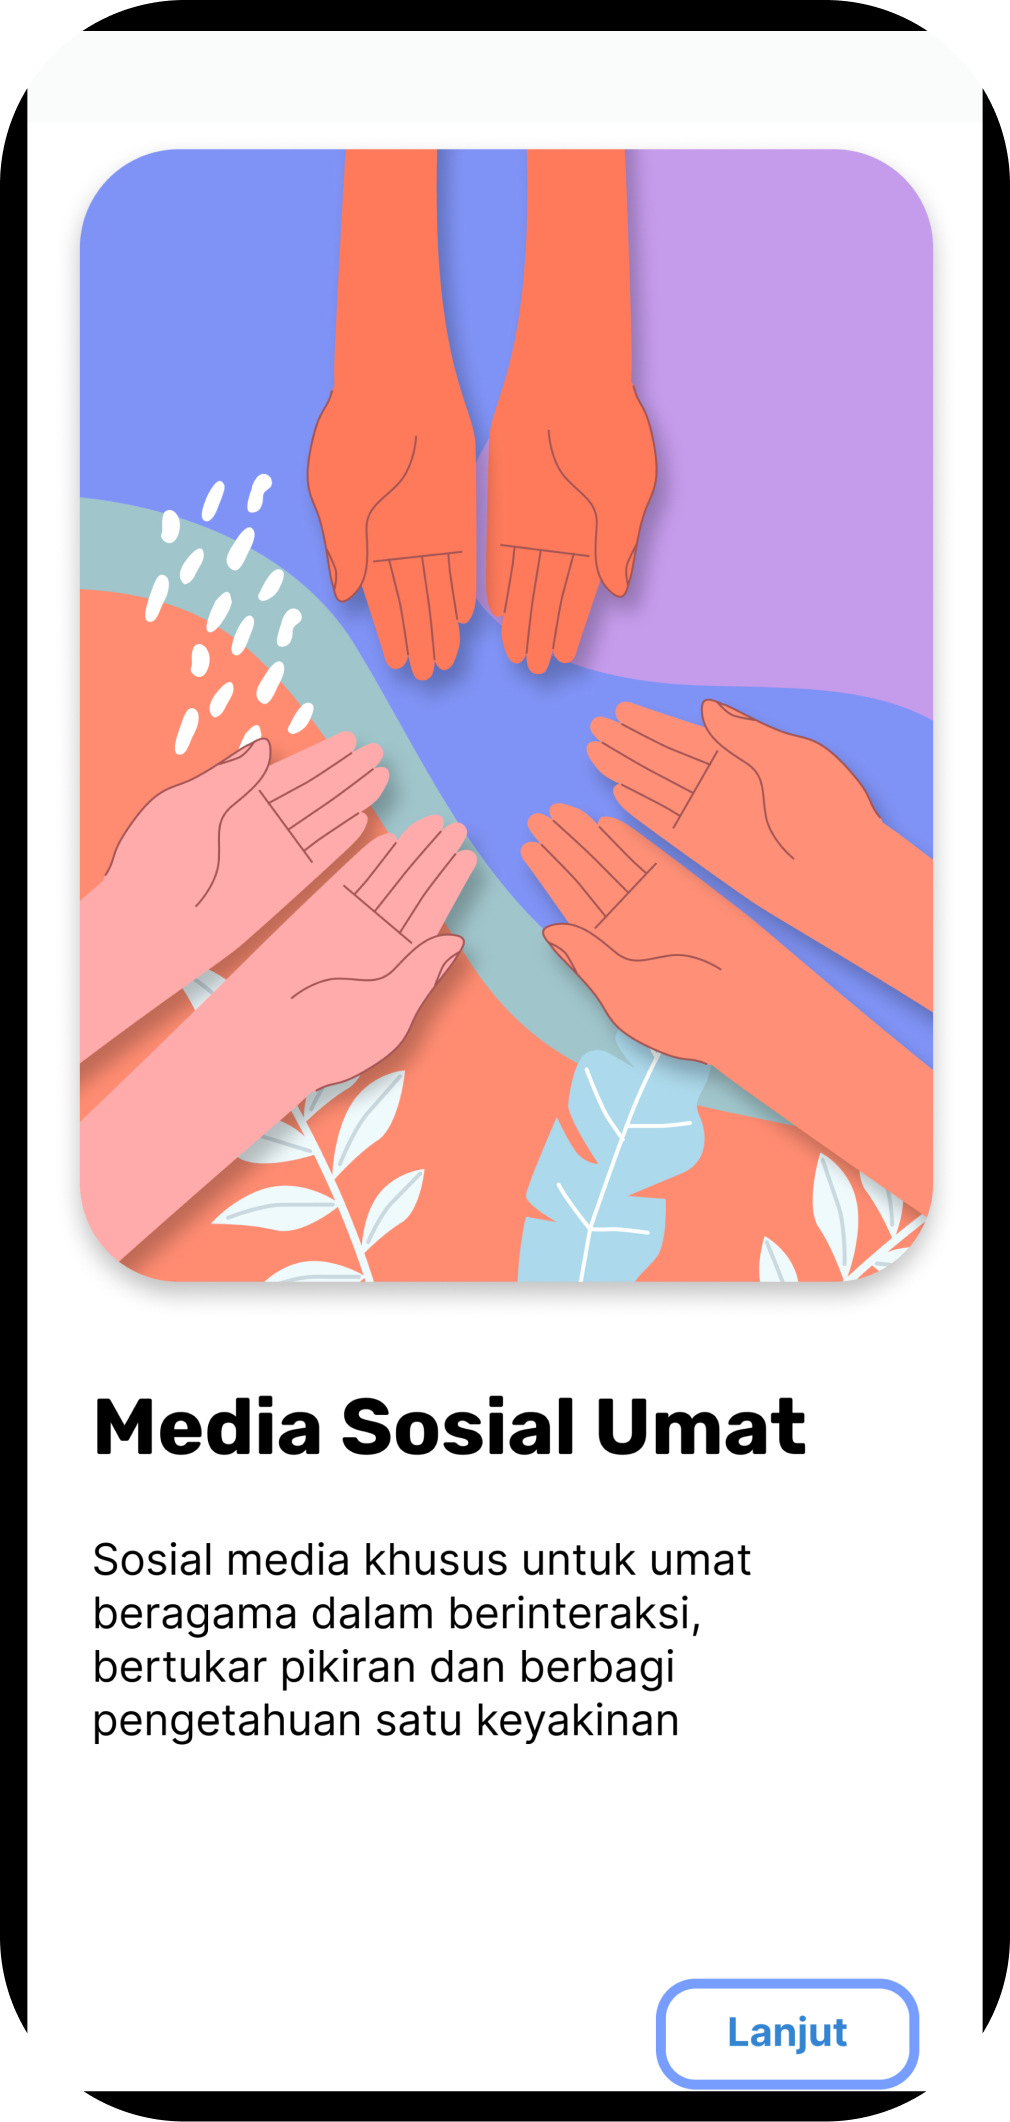 Media Sosial Umat
Sosial media khusus untuk umat
beragama dalam berinteraksi,
bertukar pikiran dan berbagi
pengetahuan satu keyakinan
Lanjut